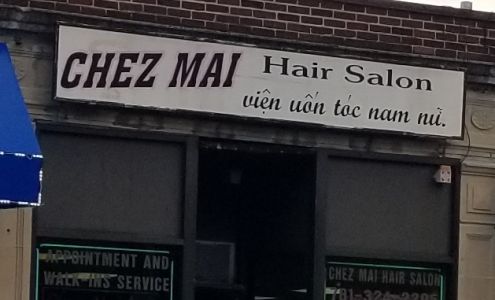 CHEZ MAI Hair Salon
viện uốn tóc nam nữ.
APPOINTMENT AND
WALK-INS SERVICE
CHEZ MAI HAIR SALON